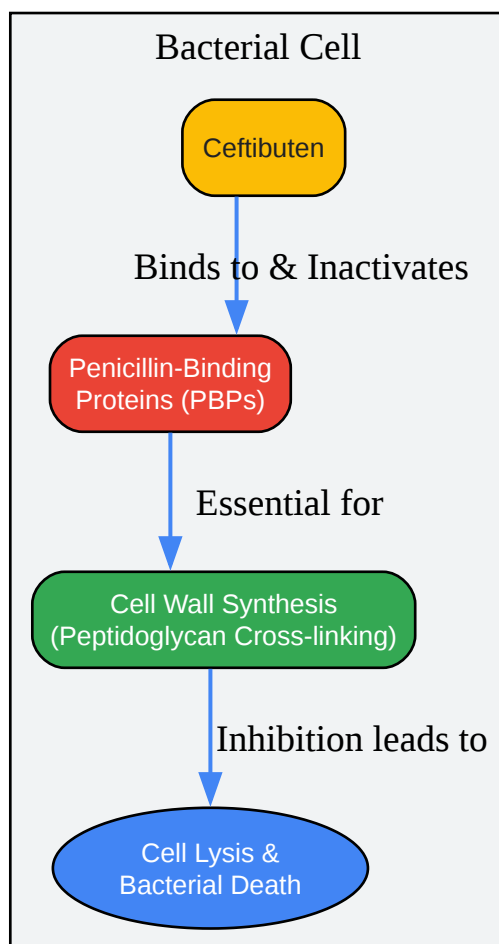 Bacterial Cell
Ceftibuten
Binds to & Inactivates
Penicillin-Binding
Proteins (PBPs)
Essential for
Cell Wall Synthesis
(Peptidoglycan Cross-linking)
Inhibition leads to
Cell Lysis &
Bacterial Death